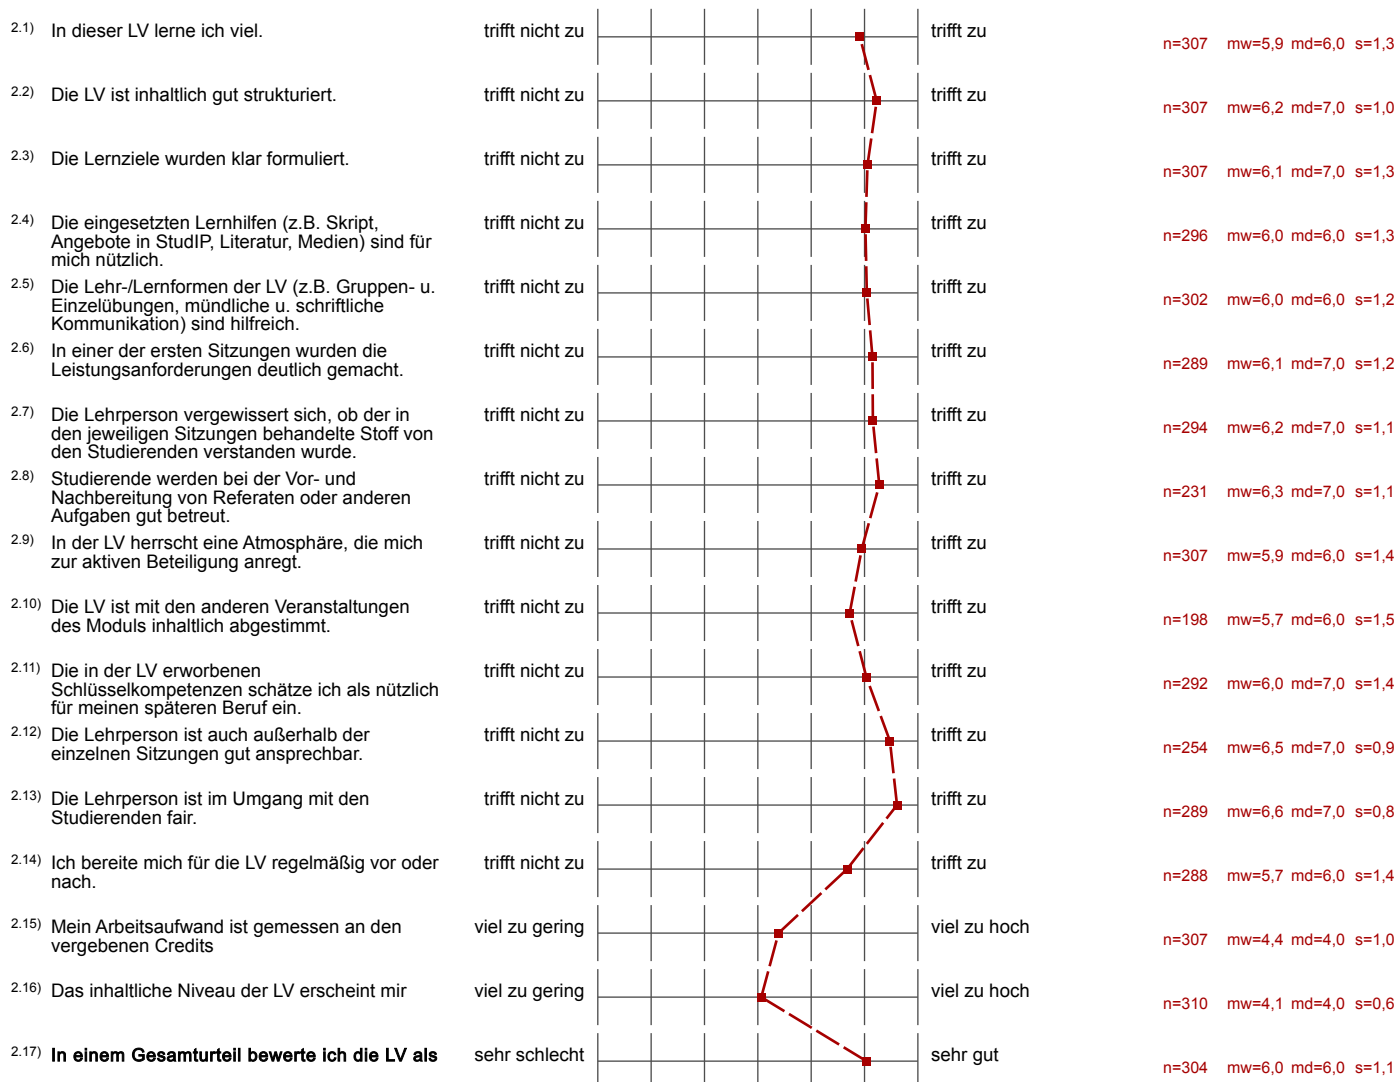 2.1) In dieser LV lerne ich viel. trifft nicht zu trifft zu n=307 mw=5,9 md=6,0 s=1,3
2.2) Die LV ist inhaltlich gut strukturiert. trifft nicht zu trifft zu n=307 mw=6,2 md=7,0 s=1,0
2.3) Die Lernziele wurden klar formuliert. trifft nicht zu trifft zu n=307 mw=6,1 md=7,0 s=1,3
2.4) Die eingesetzten Lernhilfen (z.B. Skript, trifft nicht zu trifft zu
Angebote in StudIP, Literatur, Medien) sind für n=296 mw=6,0 md=6,0 s=1,3
mich nützlich.
2.5) Die Lehr-/Lernformen der LV (z.B. Gruppen- u. trifft nicht zu trifft zu
Einzelübungen, mündliche u. schriftliche n=302 mw=6,0 md=6,0 s=1,2
Kommunikation) sind hilfreich.
2.6) In einer der ersten Sitzungen wurden die trifft nicht zu trifft zu
Leistungsanforderungen deutlich gemacht. n=289 mw=6,1 md=7,0 s=1,2
2.7) Die Lehrperson vergewissert sich, ob der in trifft nicht zu trifft zu
den jeweiligen Sitzungen behandelte Stoff von n=294 mw=6,2 md=7,0 s=1,1
den Studierenden verstanden wurde.
2.8) Studierende werden bei der Vor- und trifft nicht zu trifft zu
Nachbereitung von Referaten oder anderen n=231 mw=6,3 md=7,0 s=1,1
Aufgaben gut betreut.
2.9) In der LV herrscht eine Atmosphäre, die mich trifft nicht zu trifft zu
zur aktiven Beteiligung anregt. n=307 mw=5,9 md=6,0 s=1,4
2.10) Die LV ist mit den anderen Veranstaltungen trifft nicht zu trifft zu
des Moduls inhaltlich abgestimmt. n=198 mw=5,7 md=6,0 s=1,5
2.11) Die in der LV erworbenen trifft nicht zu trifft zu
Schlüsselkompetenzen schätze ich als nützlich n=292 mw=6,0 md=7,0 s=1,4
für meinen späteren Beruf ein.
2.12) Die Lehrperson ist auch außerhalb der trifft nicht zu trifft zu
einzelnen Sitzungen gut ansprechbar. n=254 mw=6,5 md=7,0 s=0,9
2.13) Die Lehrperson ist im Umgang mit den trifft nicht zu trifft zu
Studierenden fair. n=289 mw=6,6 md=7,0 s=0,8
2.14) Ich bereite mich für die LV regelmäßig vor oder trifft nicht zu trifft zu
nach. n=288 mw=5,7 md=6,0 s=1,4
2.15) Mein Arbeitsaufwand ist gemessen an den viel zu gering viel zu hoch
vergebenen Credits n=307 mw=4,4 md=4,0 s=1,0
2.16) Das inhaltliche Niveau der LV erscheint mir viel zu gering viel zu hoch n=310 mw=4,1 md=4,0 s=0,6
2.17) In einem Gesamturteil bewerte ich die LV als sehr schlecht sehr gut n=304 mw=6,0 md=6,0 s=1,1